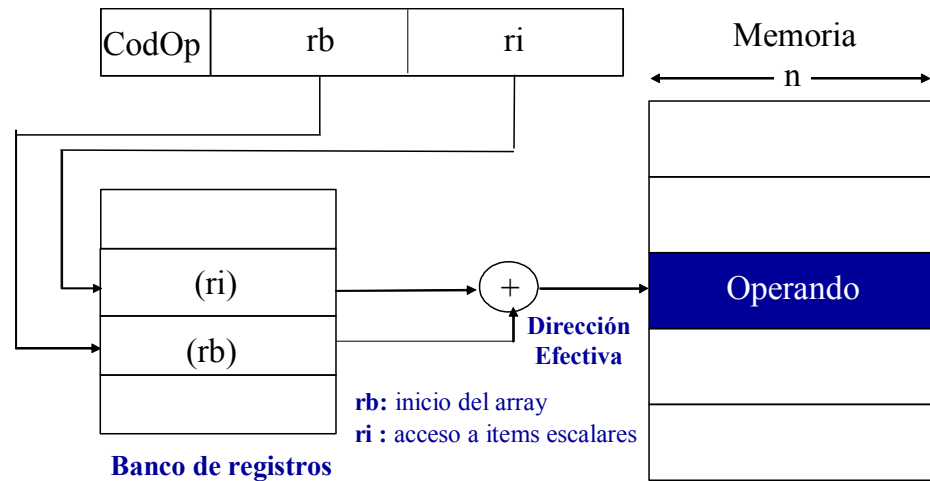 CodOp rb ri
Memoria
n
(ri)
(rb)
+
Operando
Dirección
Efectiva
rb: inicio del array
ri : acceso a items escalares
Banco de registros